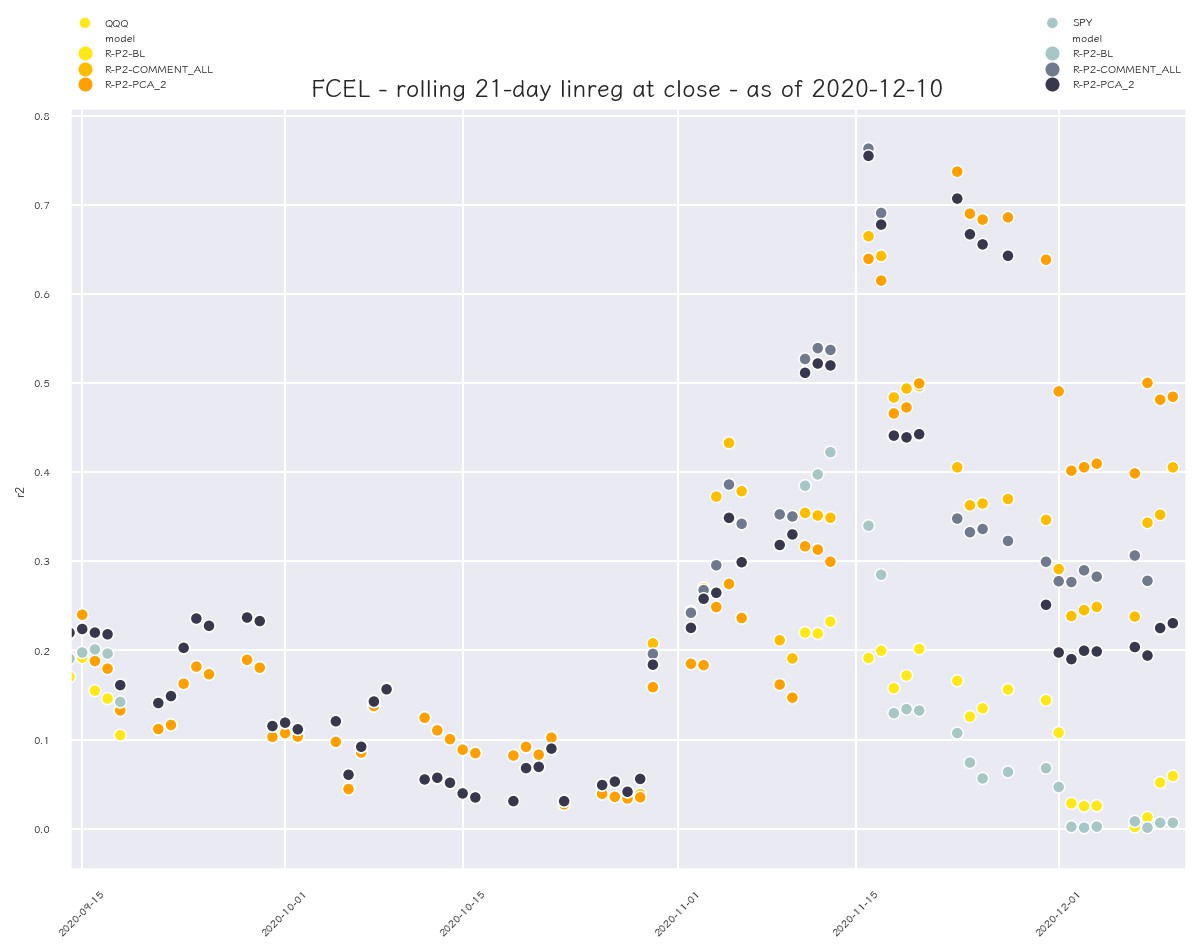 QQQ
model
R-P2-BL
R-P2-COMMENT_ALL
R-P2-PCA_2
SPY
model
R-P2-BL
R-P2-COMMENT_ALL
R-P2-PCA_2
FCEL - rolling 21-day linreg at close - as of 2020-12-10
0.8
0.7
0.6
0.5
0.4
0.3
0.2
0.1
0.0
r2
2020-09-15
2020-10-01
2020-10-15
2020-11-01
2020-11-15
2020-12-01